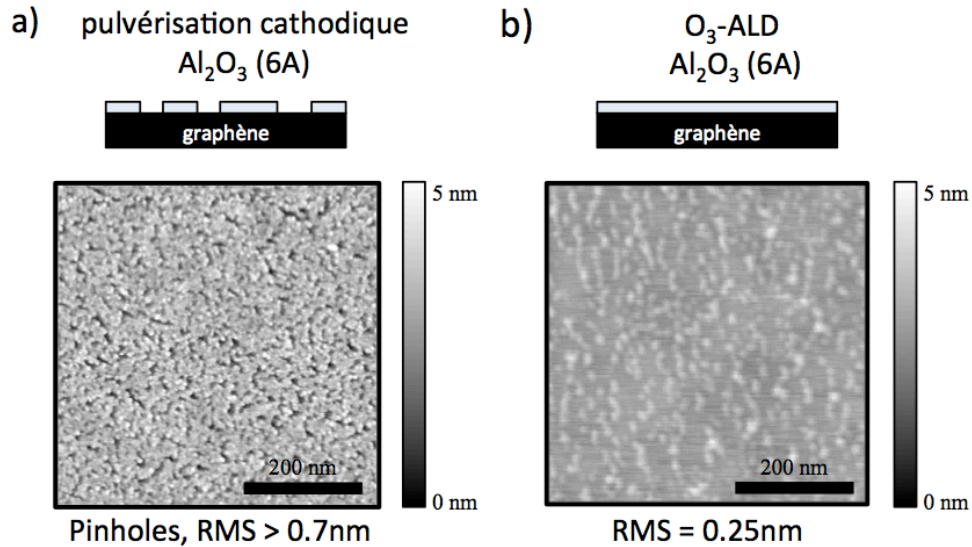 a)
pulvérisation cathodique
Al₂O₃ (6A)
graphène
5 nm
200 nm
0 nm
Pinholes, RMS > 0.7nm
b)
O₃-ALD
Al₂O₃ (6A)
graphène
5 nm
200 nm
0 nm
RMS = 0.25nm